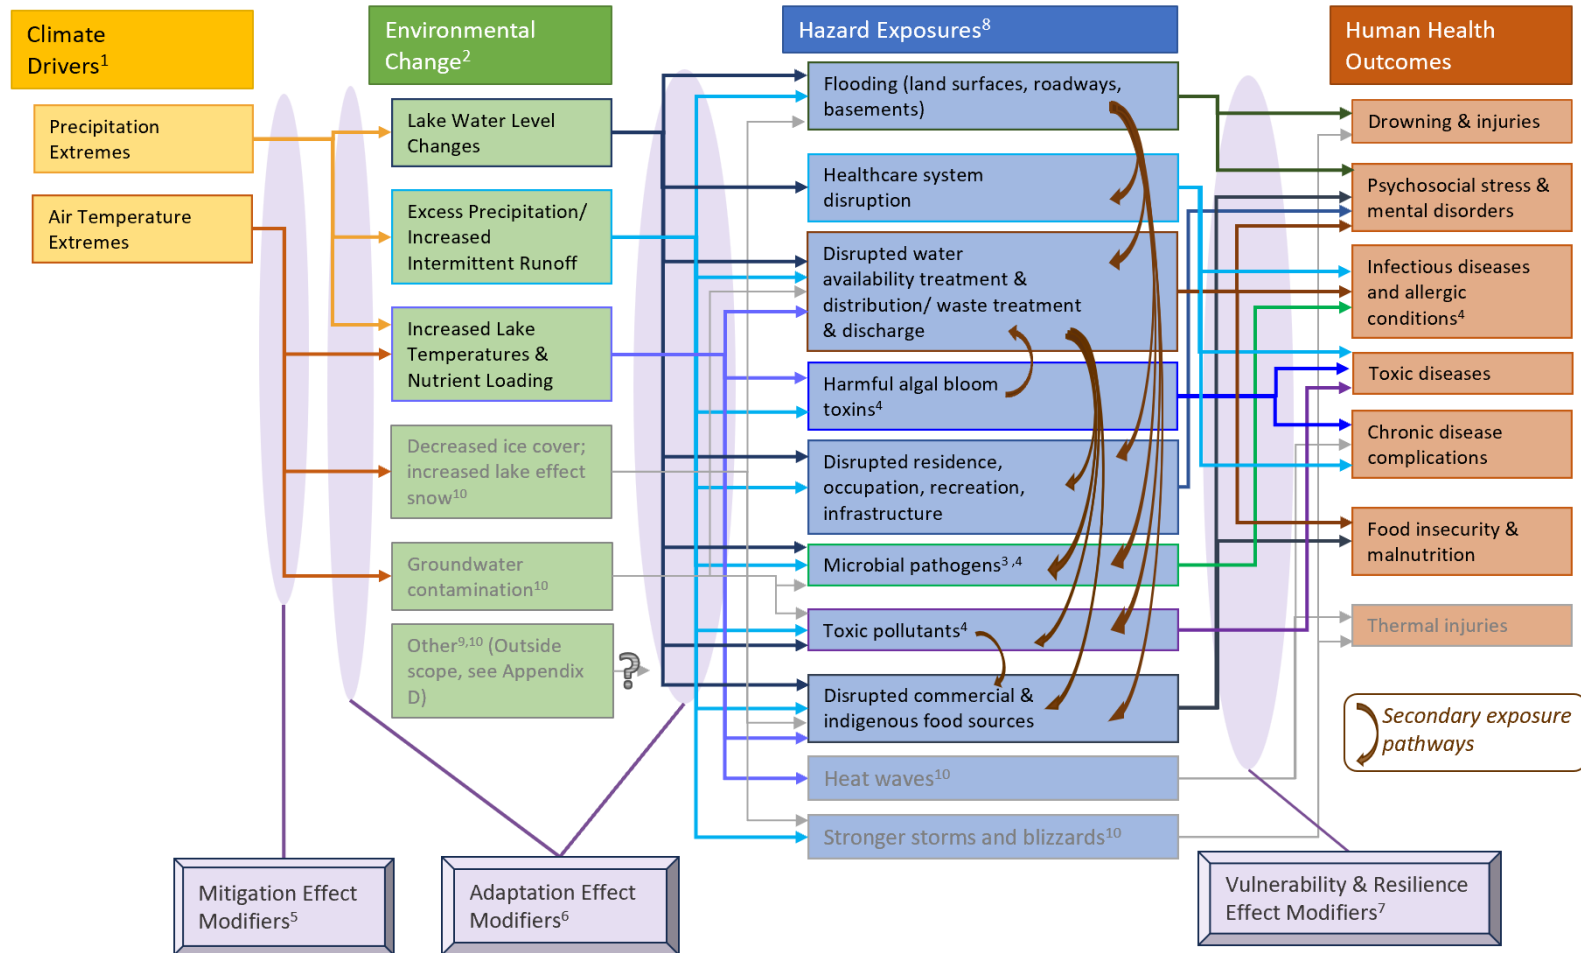 Climate
Drivers¹
Environmental
Change²
Hazard Exposures⁸
Human Health
Outcomes
Precipitation
Extremes
Air Temperature
Extremes
Lake Water Level
Changes
Excess Precipitation/
Increased
Intermittent Runoff
Increased Lake
Temperatures &
Nutrient Loading
Decreased ice cover;
increased lake effect
snow¹⁰
Groundwater
contamination¹⁰
Other⁹,¹⁰ (Outside
scope, see Appendix
D)
?
Flooding (land surfaces, roadways,
basements)
Healthcare system
disruption
Disrupted water
availability treatment &
distribution/ waste treatment
& discharge
Harmful algal bloom
toxins⁴
Disrupted residence,
occupation, recreation,
infrastructure
Microbial pathogens³,⁴
Toxic pollutants⁴
Disrupted commercial &
indigenous food sources
Heat waves¹⁰
Stronger storms and blizzards¹⁰
Drowning & injuries
Psychosocial stress &
mental disorders
Infectious diseases
and allergic
conditions⁴
Toxic diseases
Chronic disease
complications
Food insecurity &
malnutrition
Thermal injuries
Secondary exposure
pathways
Mitigation Effect
Modifiers⁵
Adaptation Effect
Modifiers⁶
Vulnerability & Resilience
Effect Modifiers⁷